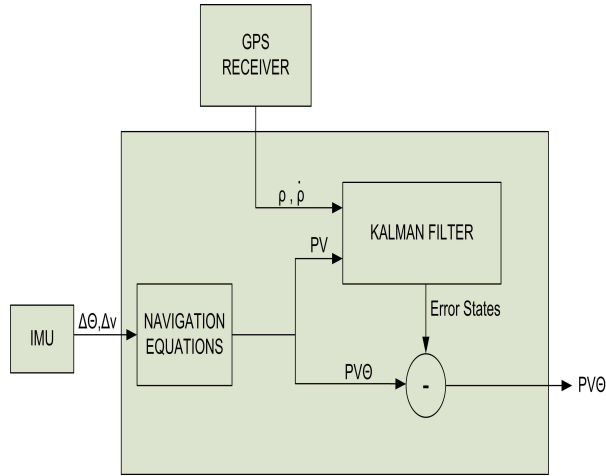 GPS
RECEIVER
ρ , ρ̇
KALMAN FILTER
PV
Error States
IMU
ΔΘ,Δv
NAVIGATION
EQUATIONS
PVΘ
-
PVΘ